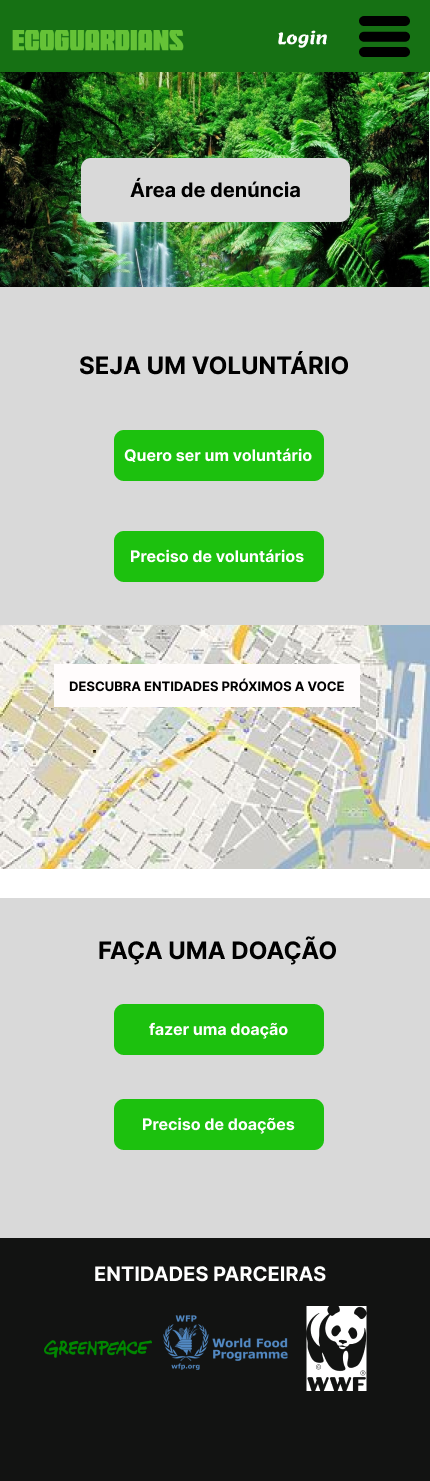 ECOGUARDIANS
Login
Área de denúncia
SEJA UM VOLUNTÁRIO
Quero ser um voluntário
Preciso de voluntários
DESCUBRA ENTIDADES PRÓXIMOS A VOCE
FAÇA UMA DOAÇÃO
fazer uma doação
Preciso de doações
ENTIDADES PARCEIRAS
GREENPEACE
WFP
wfp.org
World Food
Programme
WWF